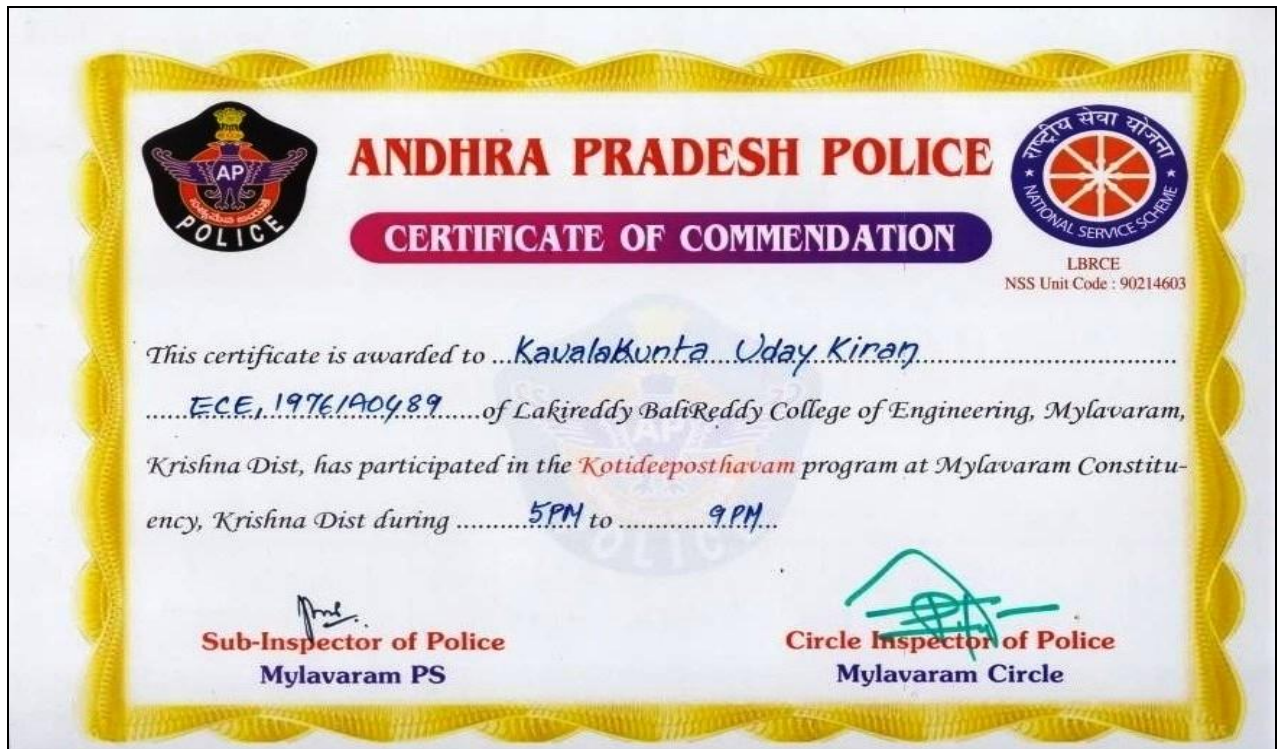 ANDHRA PRADESH POLICE
CERTIFICATE OF COMMENDATION
AP
POLICE
राष्ट्रीय सेवा योजना
NATIONAL SERVICE SCHEME
LBRCE
NSS Unit Code : 90214603
This certificate is awarded to ...Kavalakunta Uday Kiran...
...ECE, 19761A0489...of Lakireddy BaliReddy College of Engineering, Mylavaram,
Krishna Dist, has participated in the Kotideeposthavam program at Mylavaram Constitu-
ency, Krishna Dist during ...5PM to ...9PM...
AP
POLICE
Sub-Inspector of Police
Mylavaram PS
Circle Inspector of Police
Mylavaram Circle